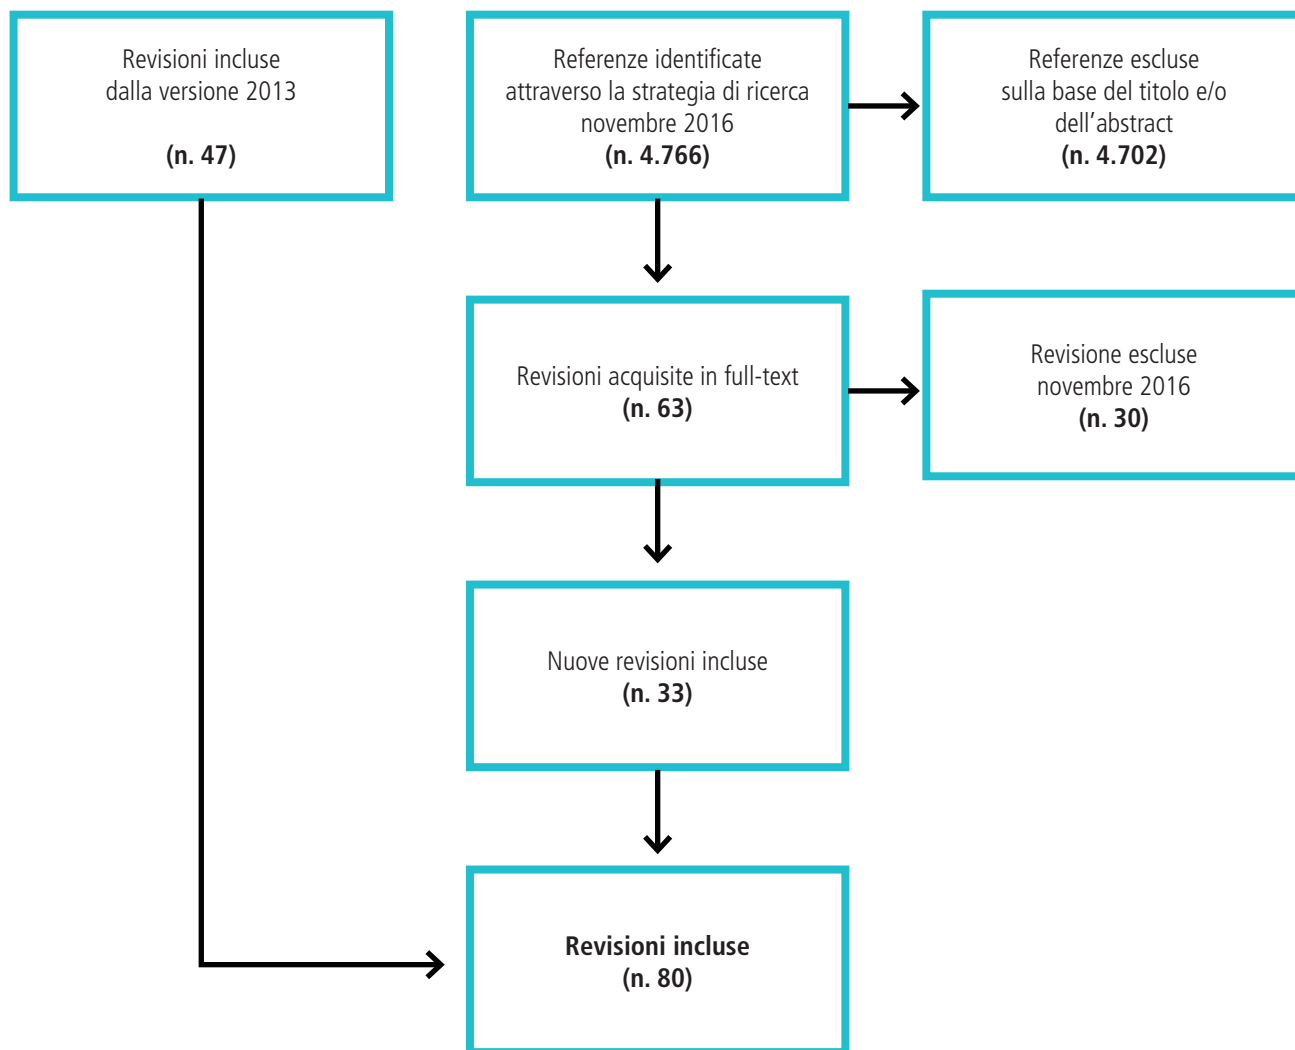 Revisioni incluse
dalla versione 2013
(n. 47)
Referenze identificate
attraverso la strategia di ricerca
novembre 2016
(n. 4.766)
Referenze escluse
sulla base del titolo e/o
dell’abstract
(n. 4.702)
Revisioni acquisite in full-text
(n. 63)
Revisione escluse
novembre 2016
(n. 30)
Nuove revisioni incluse
(n. 33)
Revisioni incluse
(n. 80)